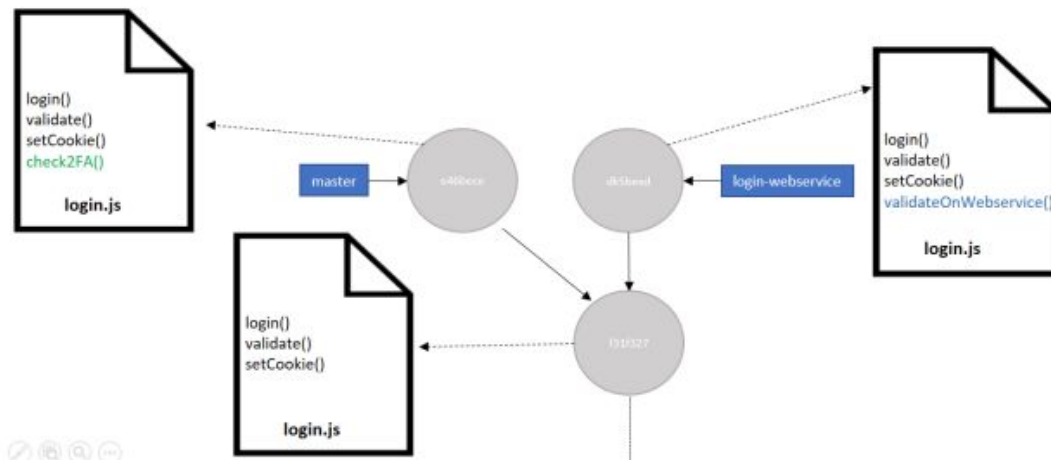 login()
validate()
setCookie()
check2FA()
login.js
master
login-webservice
login()
validate()
setCookie()
validateOnWebservice()
login.js
login()
validate()
setCookie()
login.js